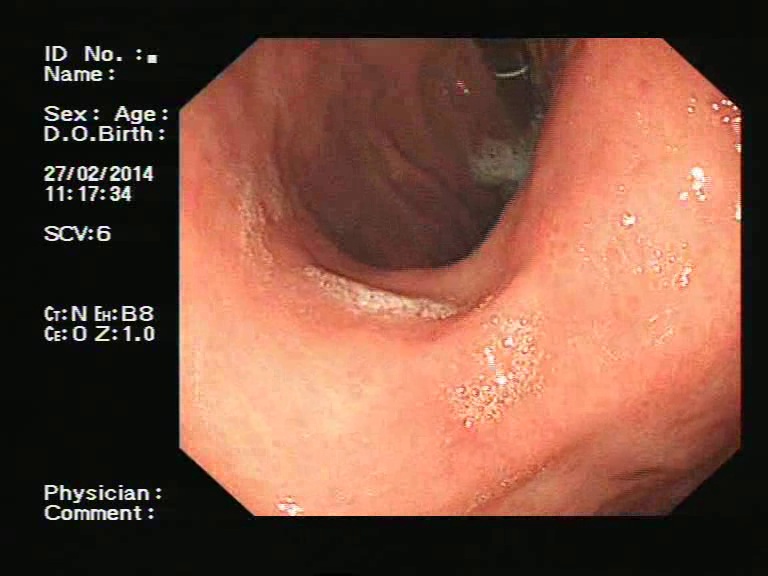 ID No. :
Name:
Sex: Age:
D.O.Birth:
27/02/2014
11:17:34
SCV:6
CT:N EH:B8
CE:0 Z:1.0
Physician:
Comment: